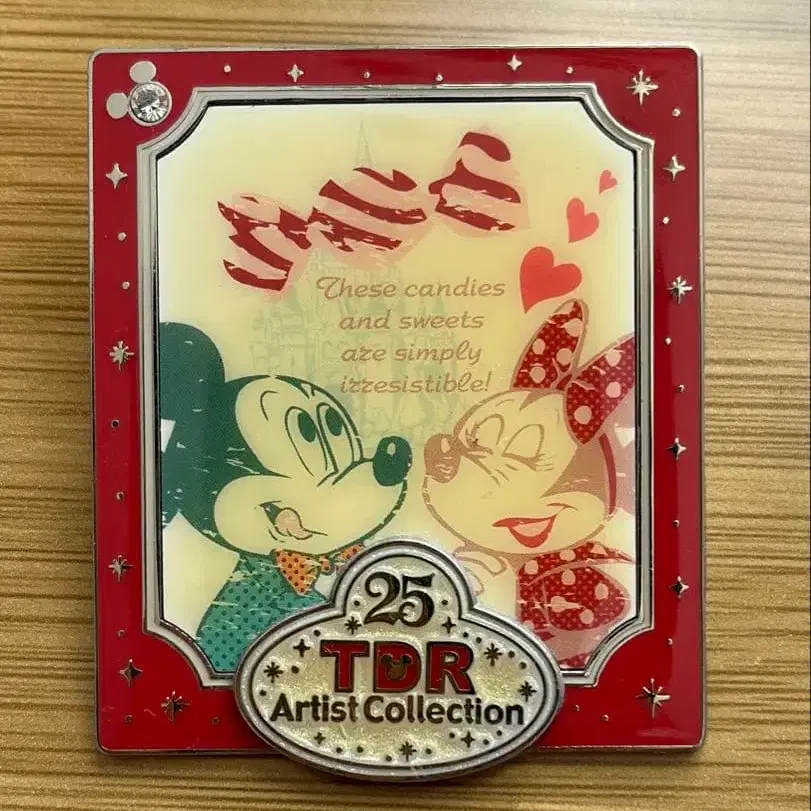 These candies
and sweets
are simply
irresistible!
25
TDR
Artist Collection